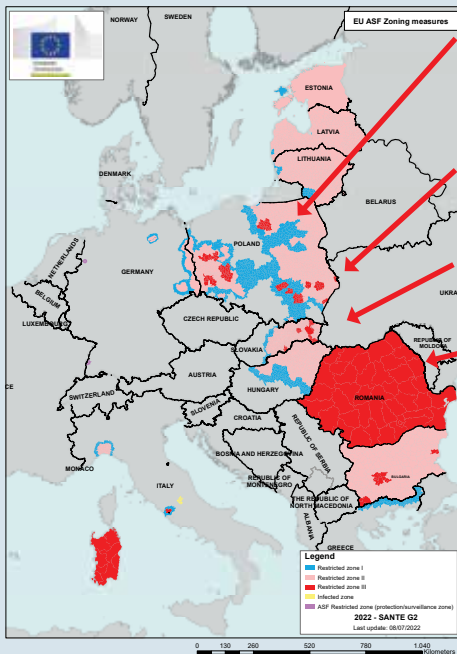 NORWAY
SWEDEN
EU ASF Zoning measures
ESTONIA
LATVIA
LITHUANIA
DENMARK
BELARUS
NETHERLANDS
POLAND
GERMANY
BELGIUM
UKRA
LUXEMBOURG
CZECH REPUBLIC
SLOVAKIA
REPUBLIC OF
MOLDOVA
CE
AUSTRIA
HUNGARY
SWITZERLAND
SLOVENIA
ROMANIA
CROATIA
BOSNIA AND HERZEGOVINA
REPUBLIC OF SERBIA
MONACO
ITALY
REPUBLIC OF
MONTENEGRO
BULGARIA
THE REPUBLIC OF
NORTH MACEDONIA
ALBANIA
GREECE
Legend
Restricted zone I
Restricted zone II
Restricted zone III
Infected zone
ASF Restricted zone (protection/surveillance zone)
2022 - SANTE G2
Last update: 08/07/2022
0 130 260 520 780 1.040
Kilometers